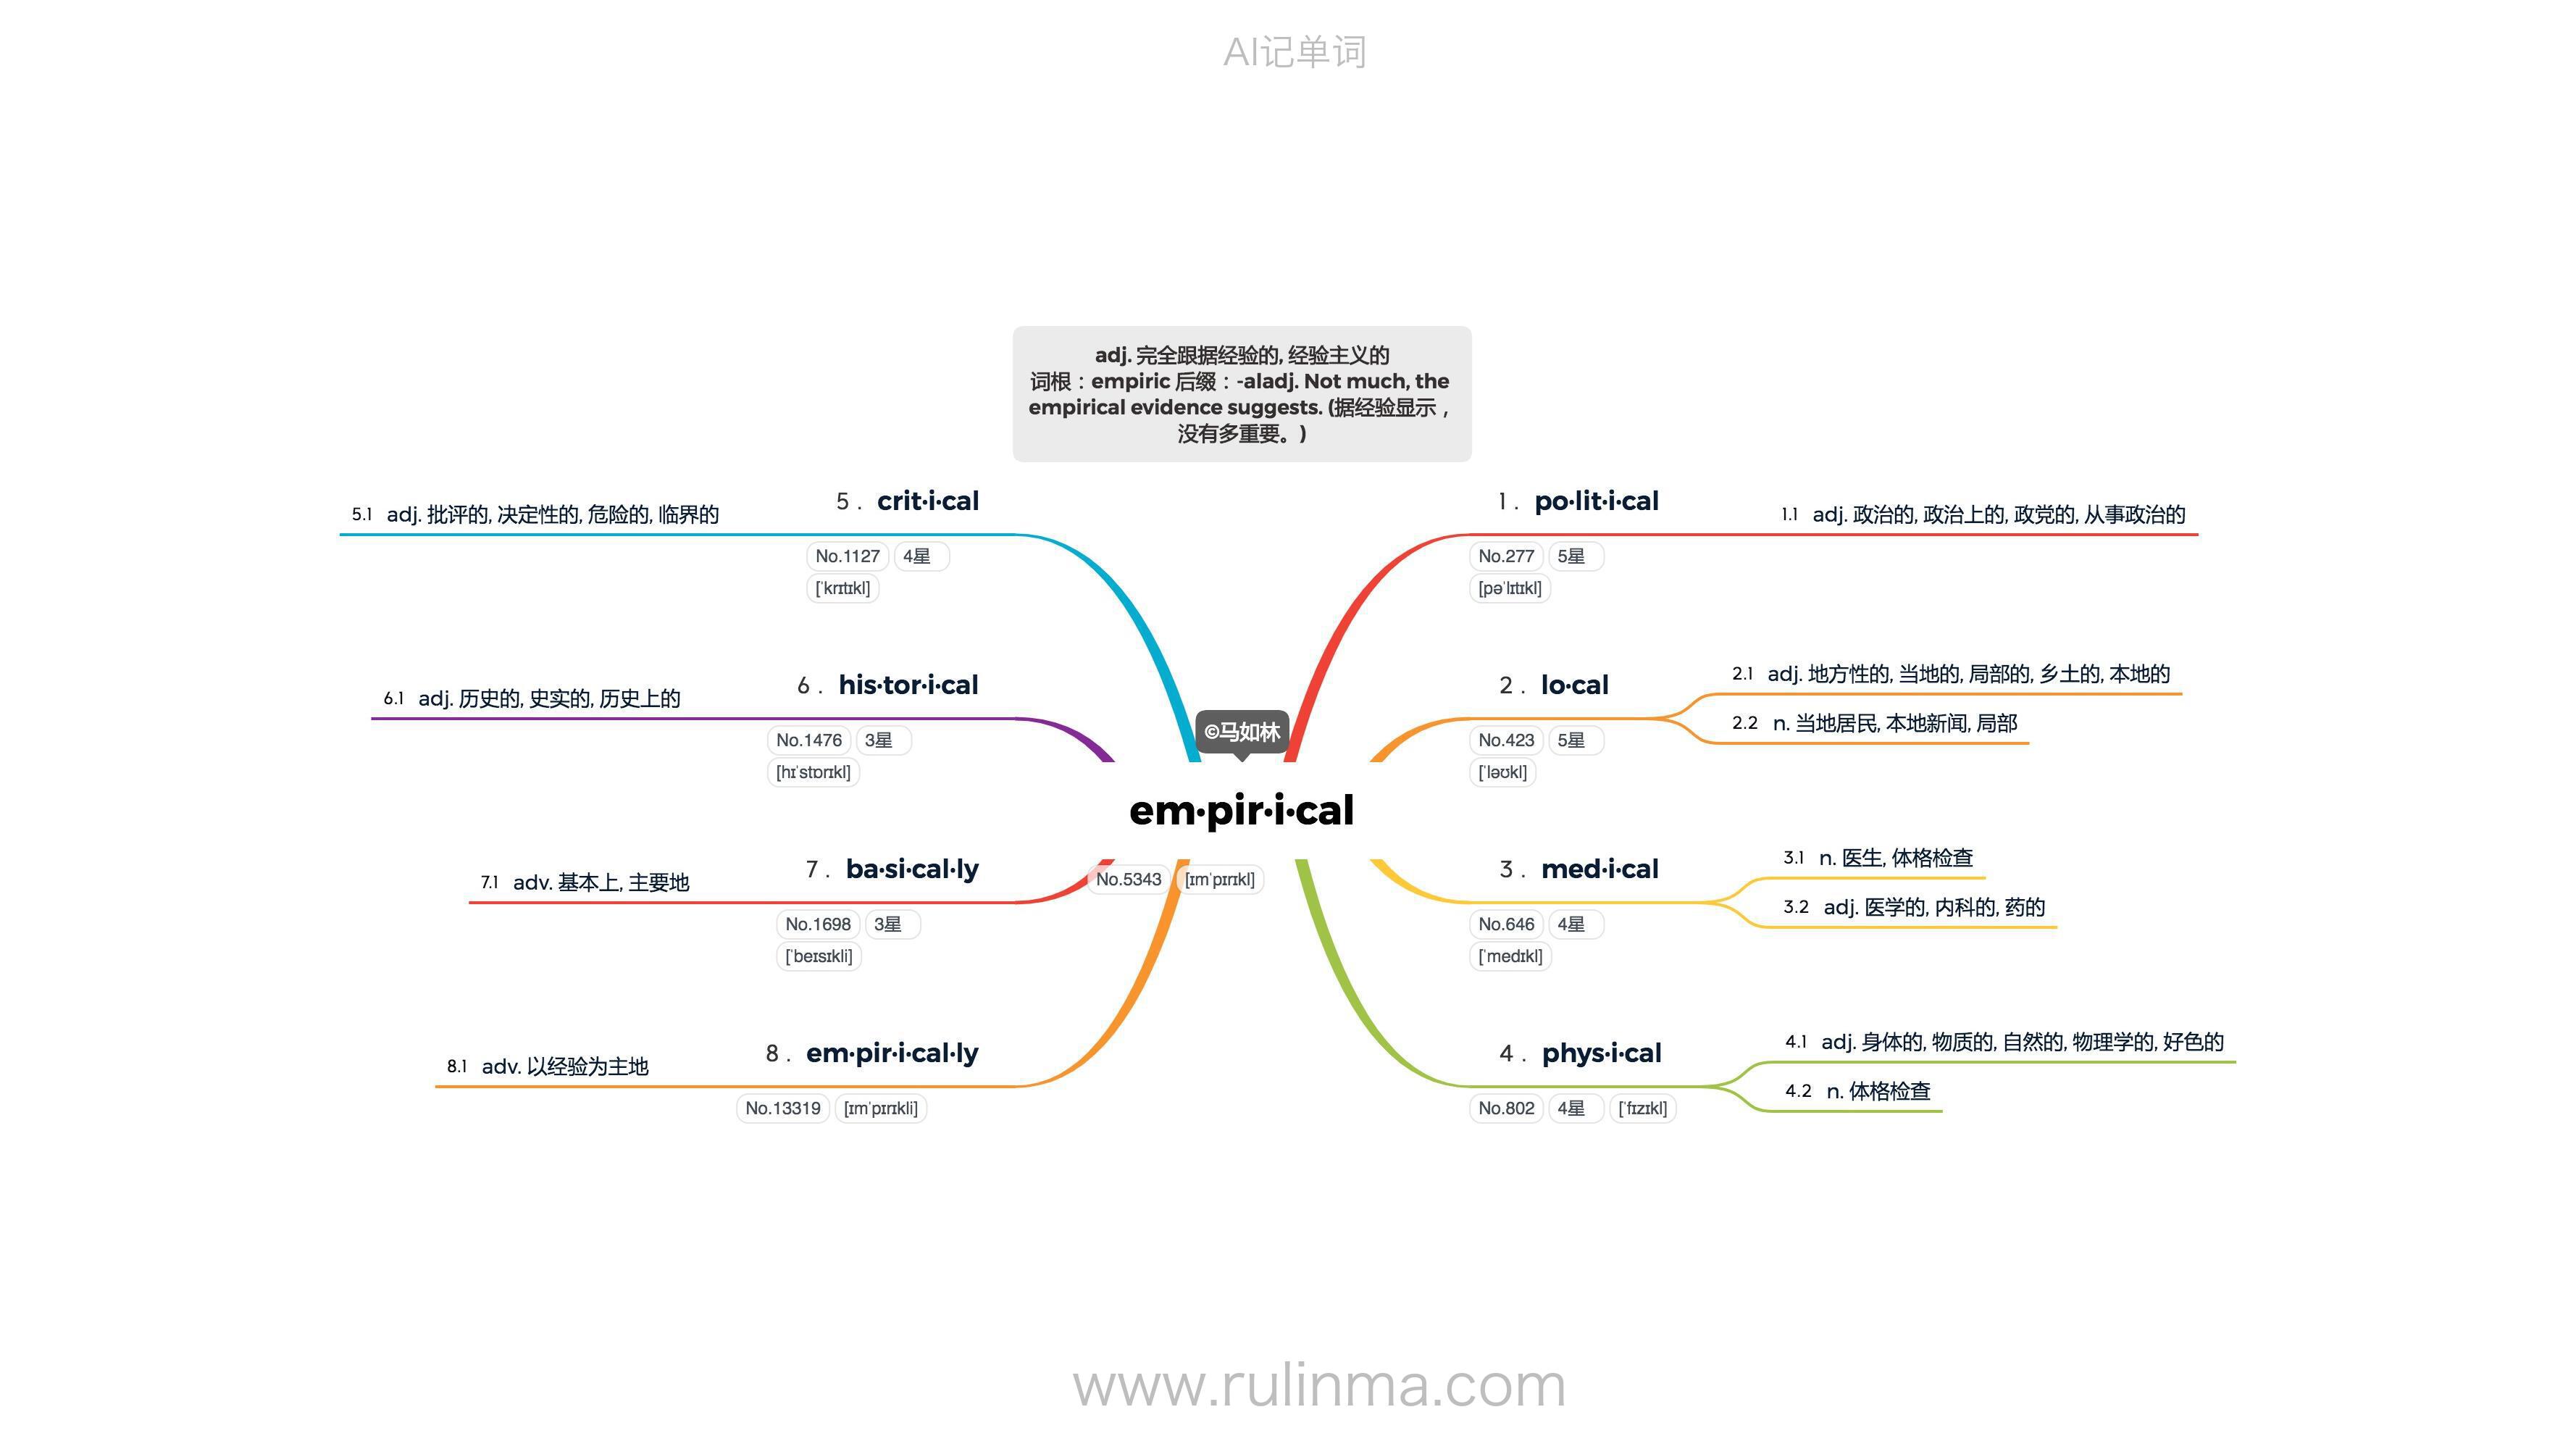 AI记单词
adj. 完全跟据经验的, 经验主义的
词根：empiric 后缀：-aladj. Not much, the
empirical evidence suggests. (据经验显示，
没有多重要。)
©马如林
em·pir·i·cal
No.5343 [ɪmˈpɪrɪkl]
1. po·lit·i·cal
No.277 5星
[pəˈlɪtɪkl]
1.1 adj. 政治的, 政治上的, 政党的, 从事政治的
2. lo·cal
No.423 5星
[ˈləʊkl]
2.1 adj. 地方性的, 当地的, 局部的, 乡土的, 本地的
2.2 n. 当地居民, 本地新闻, 局部
3. med·i·cal
No.646 4星
[ˈmedɪkl]
3.1 n. 医生, 体格检查
3.2 adj. 医学的, 内科的, 药的
4. phys·i·cal
No.802 4星 [ˈfɪzɪkl]
4.1 adj. 身体的, 物质的, 自然的, 物理学的, 好色的
4.2 n. 体格检查
5. crit·i·cal
No.1127 4星
[ˈkrɪtɪkl]
5.1 adj. 批评的, 决定性的, 危险的, 临界的
6. his·tor·i·cal
No.1476 3星
[hɪˈstɒrɪkl]
6.1 adj. 历史的, 史实的, 历史上的
7. ba·si·cal·ly
No.1698 3星
[ˈbeɪsɪkli]
7.1 adv. 基本上, 主要地
8. em·pir·i·cal·ly
No.13319 [ɪmˈpɪrɪkli]
8.1 adv. 以经验为主地
www.rulinma.com